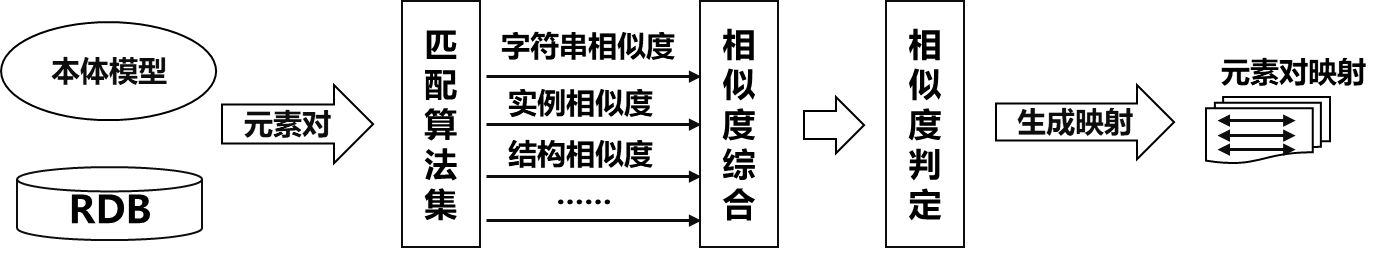 本体模型
RDB
元素对
匹配算法集
字符串相似度
实例相似度
结构相似度
……
相似度综合
相似度判定
生成映射
元素对映射